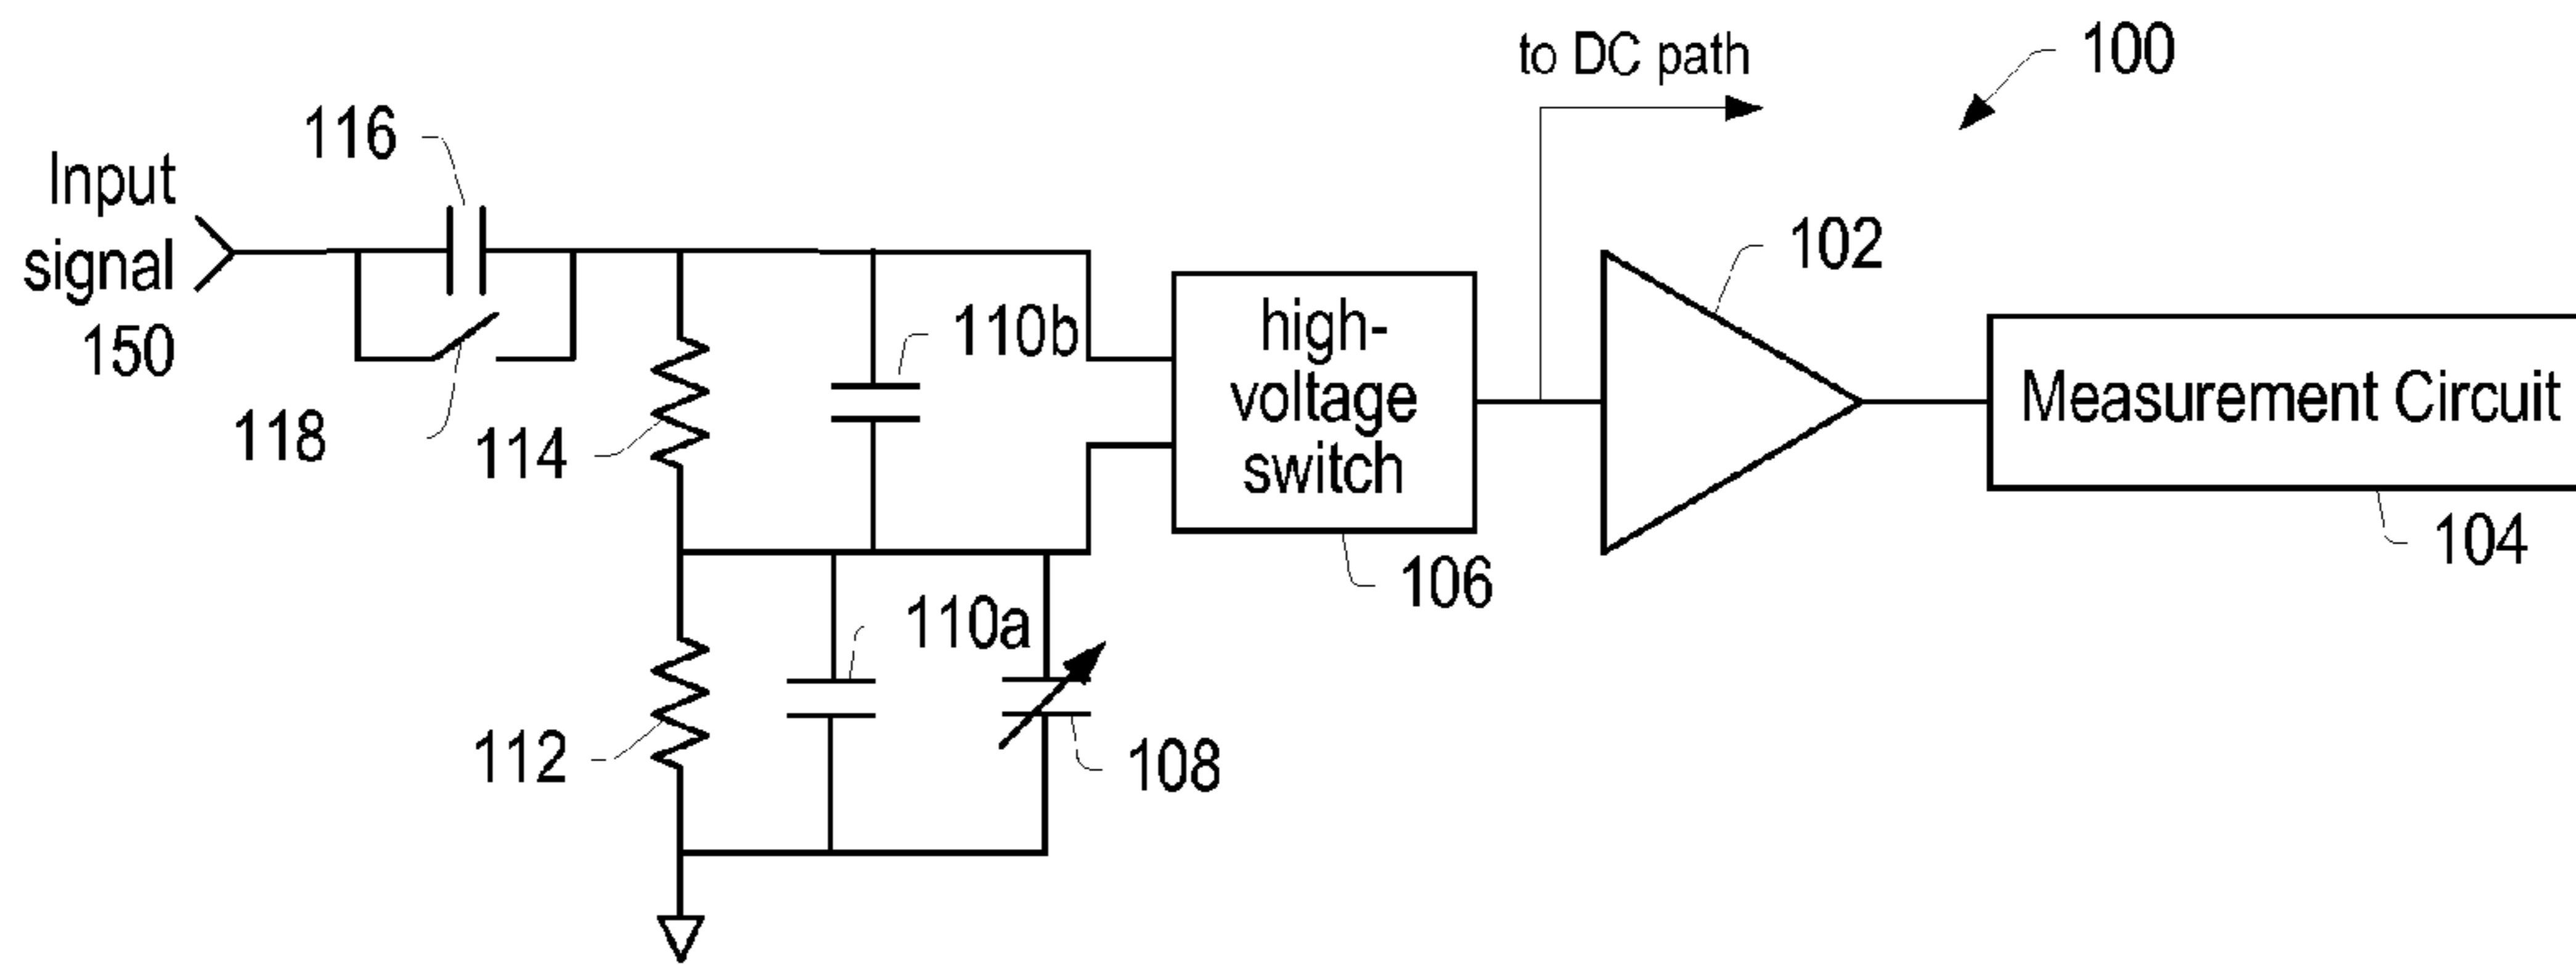 to DC path
100
116
Input
signal
150
102
110b
high-
voltage
switch
Measurement Circuit
118
114
104
106
110a
112
108